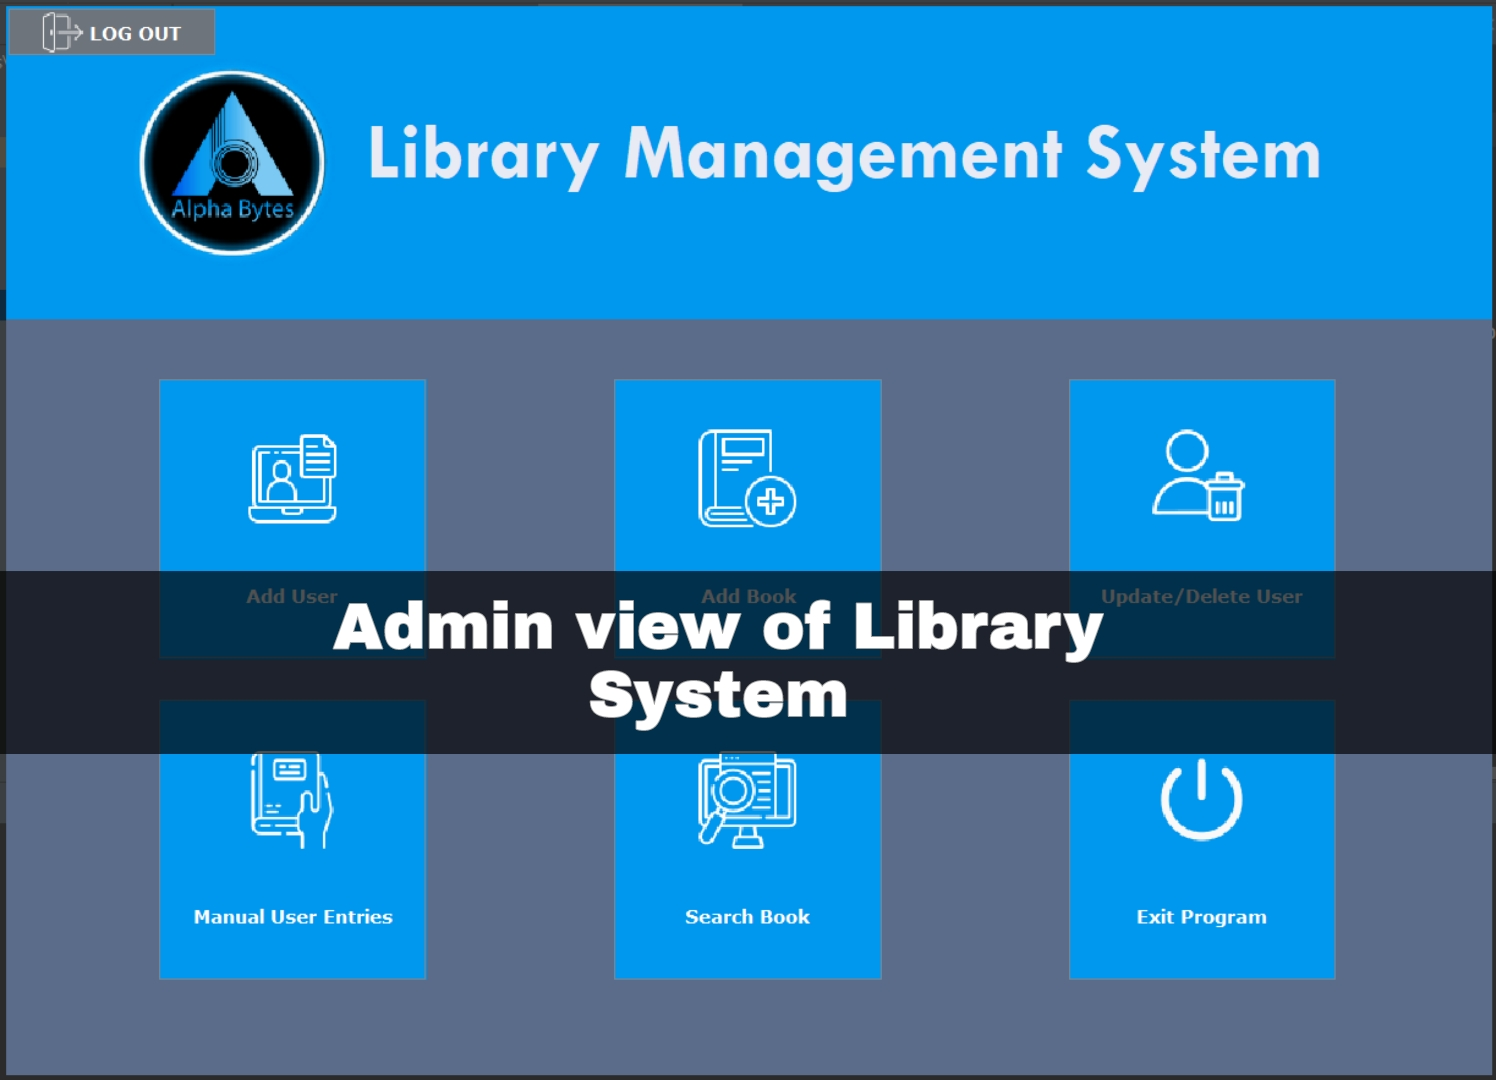 LOG OUT
Alpha Bytes
Library Management System
Add User
Add Book
Update/Delete User
Admin view of Library
System
Manual User Entries
Search Book
Exit Program